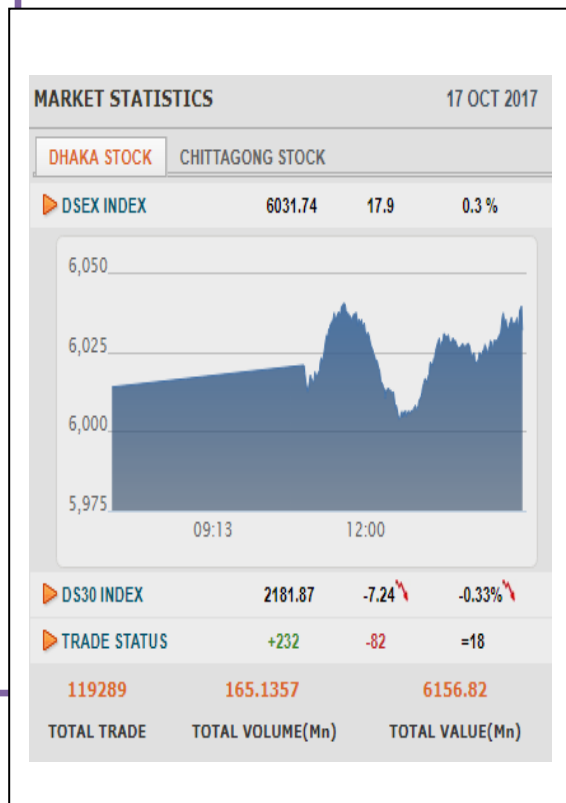 MARKET STATISTICS 17 OCT 2017
DHAKA STOCK CHITTAGONG STOCK
DSEX INDEX 6031.74 17.9 0.3 %
6,050
6,025
6,000
5,975
09:13 12:00
DS30 INDEX 2181.87 -7.24 -0.33%
TRADE STATUS +232 -82 =18
119289 165.1357 6156.82
TOTAL TRADE TOTAL VOLUME(Mn) TOTAL VALUE(Mn)